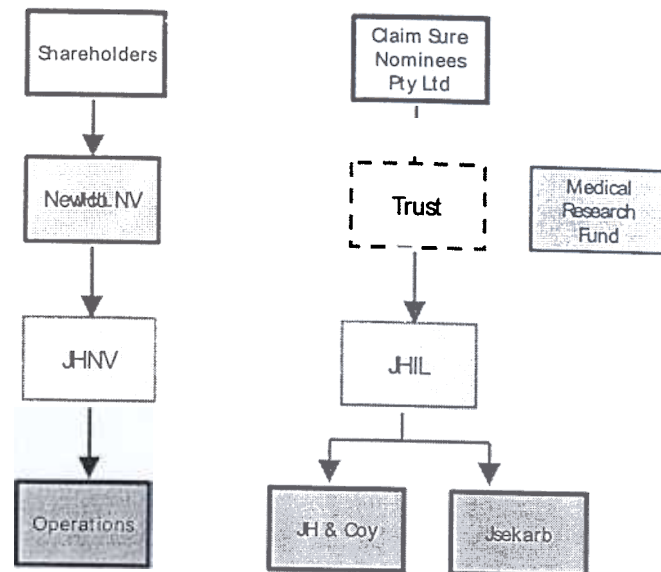 Shareholders
Claim Sure
Nominees
Pty Ltd
NV
Trust
Medical
Research
Fund
JHNV
JHIL
Operations
JH & Coy
Jsekarb